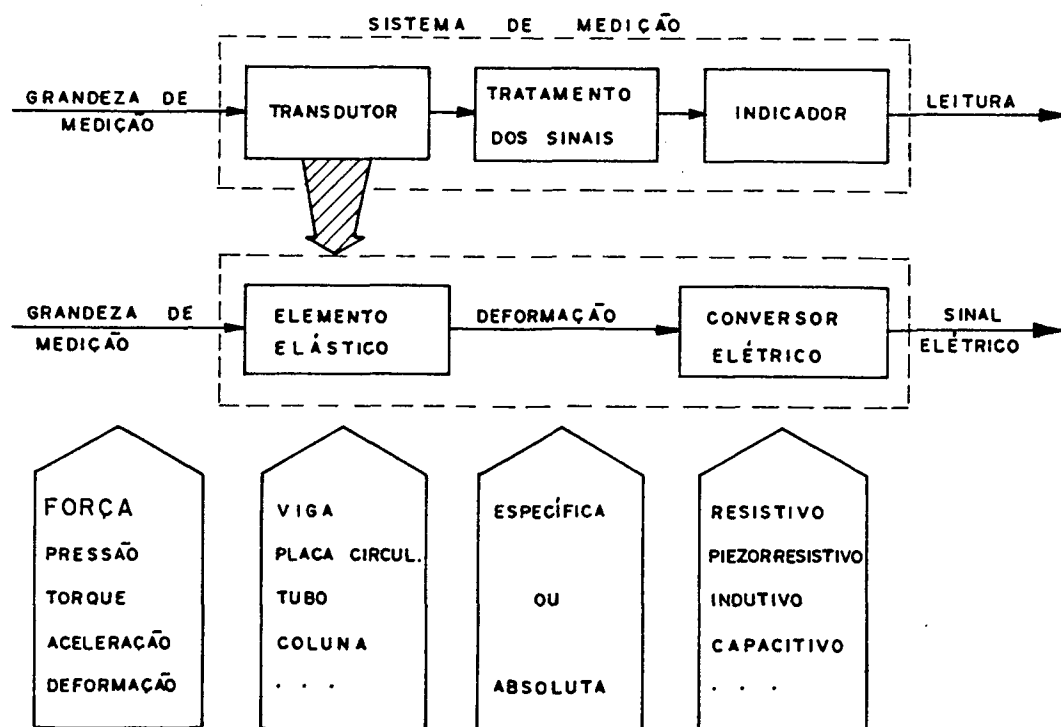 SISTEMA DE MEDIÇÃO
GRANDEZA DE
MEDIÇÃO
TRANSDUTOR
TRATAMENTO
DOS SINAIS
INDICADOR
LEITURA
GRANDEZA DE
MEDIÇÃO
ELEMENTO
ELÁSTICO
DEFORMAÇÃO
CONVERSOR
ELÉTRICO
SINAL
ELÉTRICO
FORÇA
PRESSÃO
TORQUE
ACELERAÇÃO
DEFORMAÇÃO
VIGA
PLACA CIRCUL.
TUBO
COLUNA
. . .
ESPECÍFICA
OU
ABSOLUTA
RESISTIVO
PIEZORRESISTIVO
INDUTIVO
CAPACITIVO
. . .